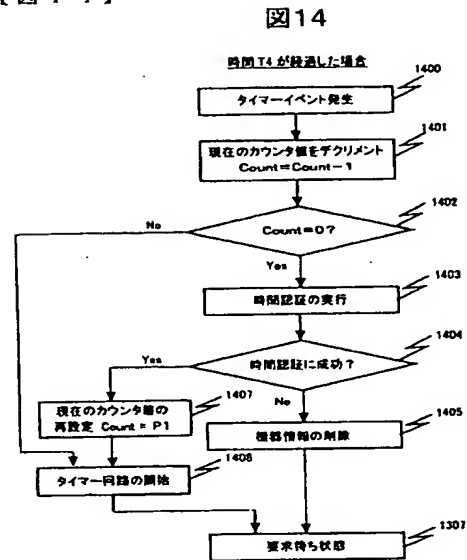 【図14】
図14
時間T4が経過した場合
1400
タイマーイベント発生
1401
現在のカウンタ値をデクリメント
Count=Count-1
1402
No
Count=0?
Yes
1403
時間認証の実行
1404
Yes
時間認証に成功?
1407
No
現在のカウンタ値の
再設定 Count = P1
1405
機器情報の削除
1408
タイマー回路の開始
1307
要求待ち状態